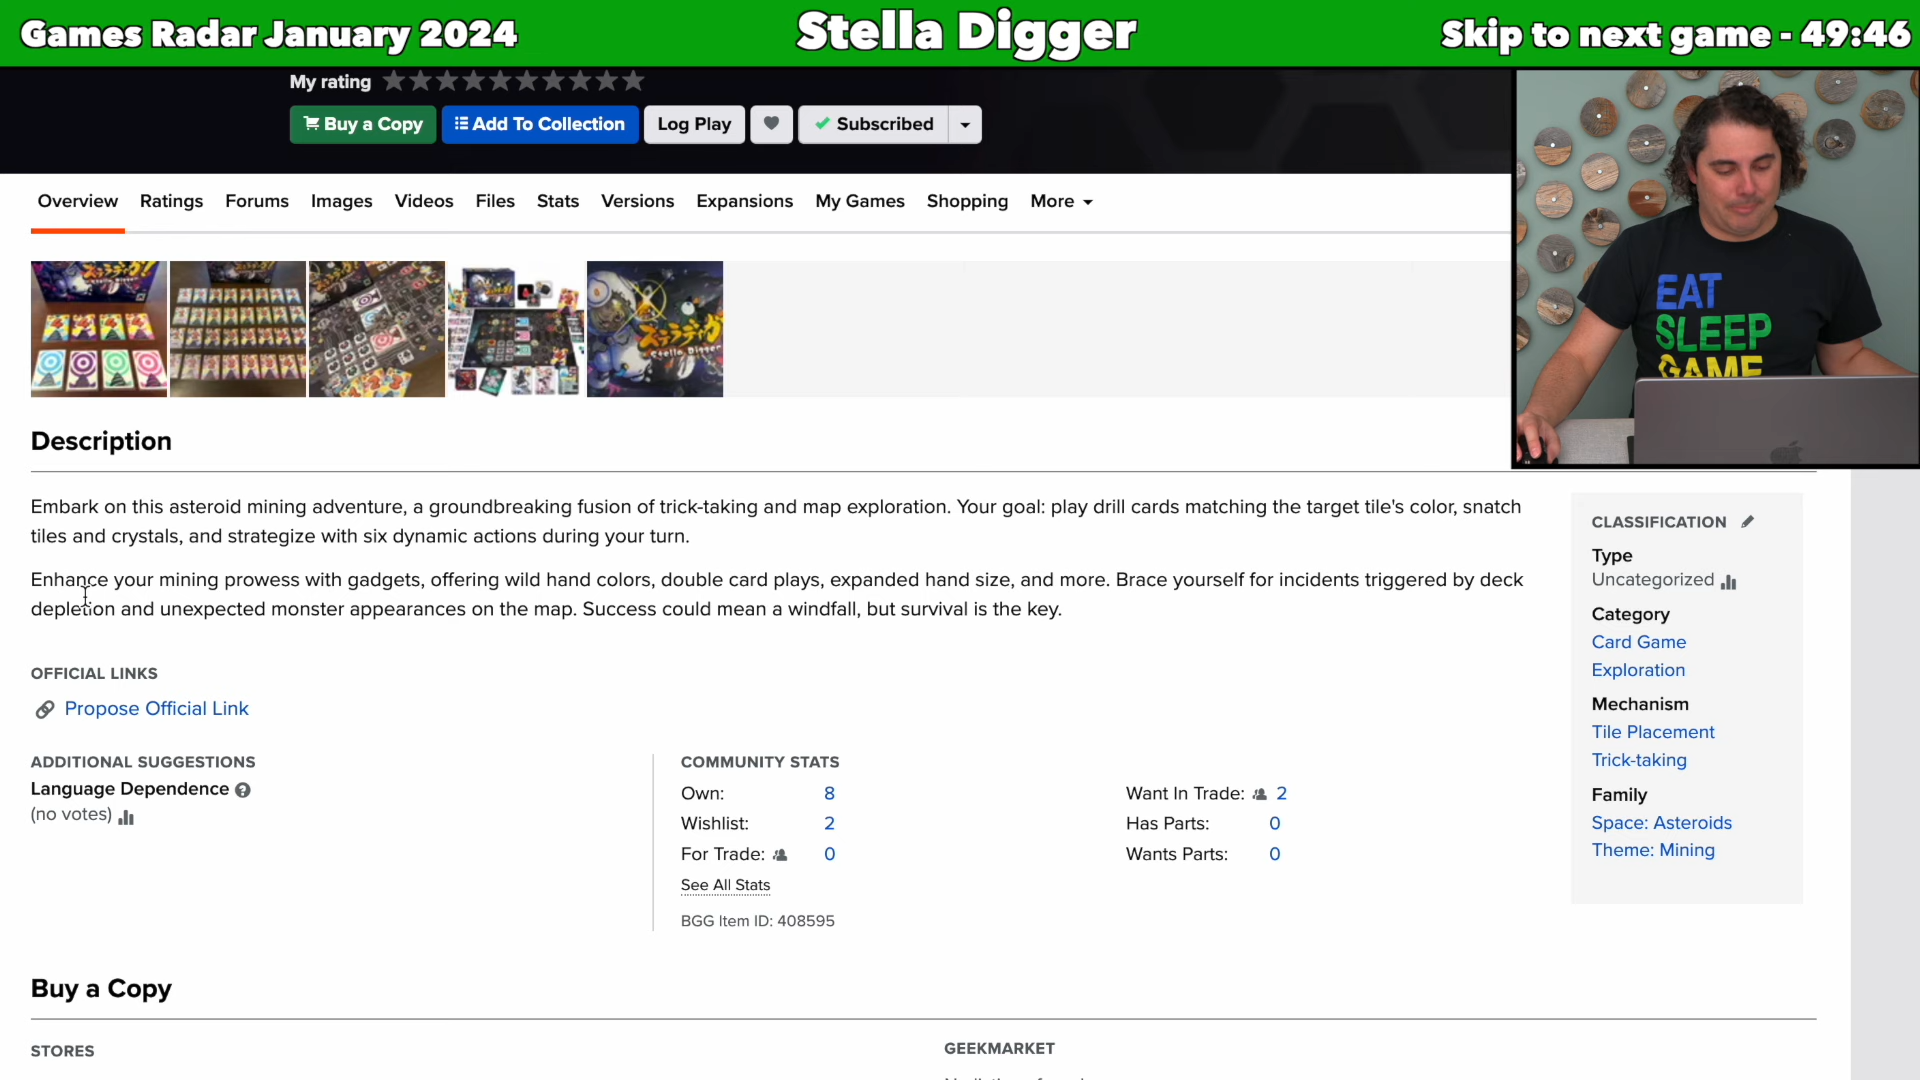 Games Radar January 2024
Stella Digger
Skip to next game - 49:46
My rating
Buy a Copy
Add To Collection
Log Play
Subscribed
Overview
Ratings
Forums
Images
Videos
Files
Stats
Versions
Expansions
My Games
Shopping
More
ステラディガー!
Stella Digger
EAT
SLEEP
GAME
Description
Embark on this asteroid mining adventure, a groundbreaking fusion of trick-taking and map exploration. Your goal: play drill cards matching the target tile's color, snatch
tiles and crystals, and strategize with six dynamic actions during your turn.
Enhance your mining prowess with gadgets, offering wild hand colors, double card plays, expanded hand size, and more. Brace yourself for incidents triggered by deck
depletion and unexpected monster appearances on the map. Success could mean a windfall, but survival is the key.
OFFICIAL LINKS
Propose Official Link
ADDITIONAL SUGGESTIONS
Language Dependence
(no votes)
COMMUNITY STATS
Own: 8
Wishlist: 2
For Trade: 0
See All Stats
BGG Item ID: 408595
Want In Trade: 2
Has Parts: 0
Wants Parts: 0
CLASSIFICATION
Type
Uncategorized
Category
Card Game
Exploration
Mechanism
Tile Placement
Trick-taking
Family
Space: Asteroids
Theme: Mining
Buy a Copy
STORES
GEEKMARKET